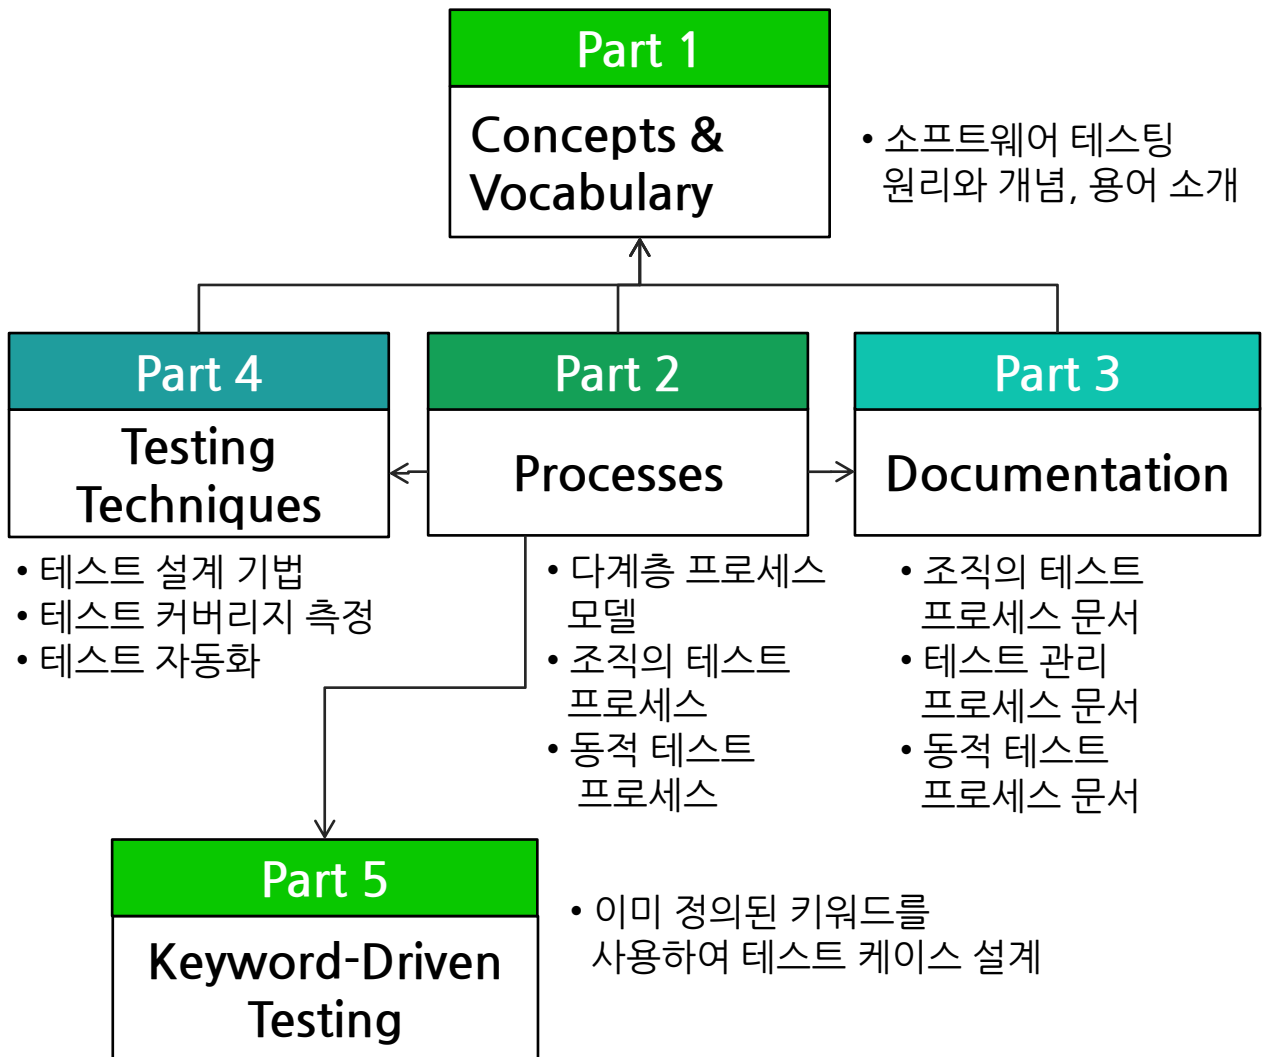 Part 1
Concepts &
Vocabulary
• 소프트웨어 테스팅
원리와 개념, 용어 소개
Part 4
Testing
Techniques
• 테스트 설계 기법
• 테스트 커버리지 측정
• 테스트 자동화
Part 2
Processes
• 다계층 프로세스
모델
• 조직의 테스트
프로세스
• 동적 테스트
프로세스
Part 3
Documentation
• 조직의 테스트
프로세스 문서
• 테스트 관리
프로세스 문서
• 동적 테스트
프로세스 문서
Part 5
Keyword-Driven
Testing
• 이미 정의된 키워드를
사용하여 테스트 케이스 설계